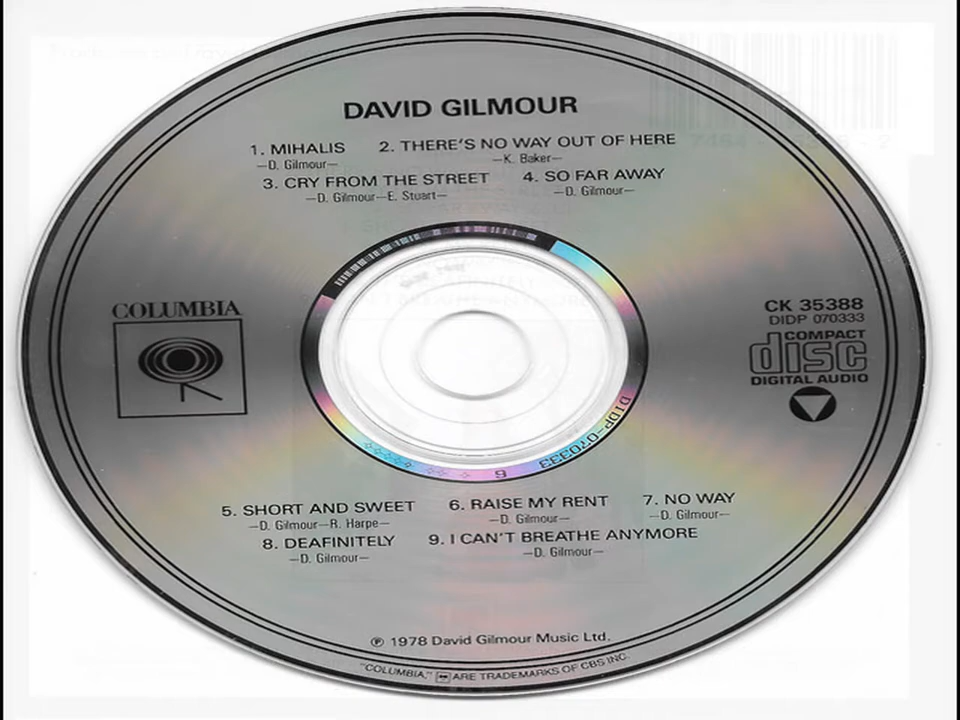 DAVID GILMOUR
1. MIHALIS 2. THERE'S NO WAY OUT OF HERE
—D. Gilmour— —K. Baker—
3. CRY FROM THE STREET 4. SO FAR AWAY
—D. Gilmour—E. Stuart— —D. Gilmour—
COLUMBIA
CK 35388
DIDP 070333
COMPACT
disc
DIGITAL AUDIO
DIDP-070333 6
5. SHORT AND SWEET 6. RAISE MY RENT 7. NO WAY
—D. Gilmour—R. Harpe— —D. Gilmour— —D. Gilmour—
8. DEAFINITELY 9. I CAN'T BREATHE ANYMORE
—D. Gilmour— —D. Gilmour—
℗ 1978 David Gilmour Music Ltd.
"COLUMBIA," ARE TRADEMARKS OF CBS INC.